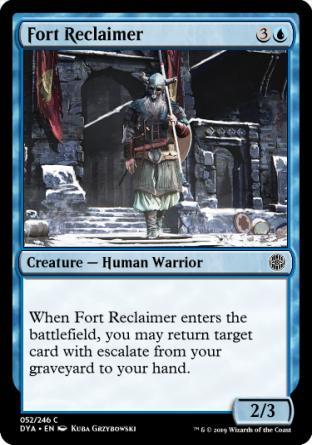 Fort Reclaimer 3
Creature — Human Warrior
When Fort Reclaimer enters the
battlefield, you may return target
card with escalate from your
graveyard to your hand.
2/3
052/246 C
DYA • EN Kuba Grzybowski
™ & © 2019 Wizards of the Coast